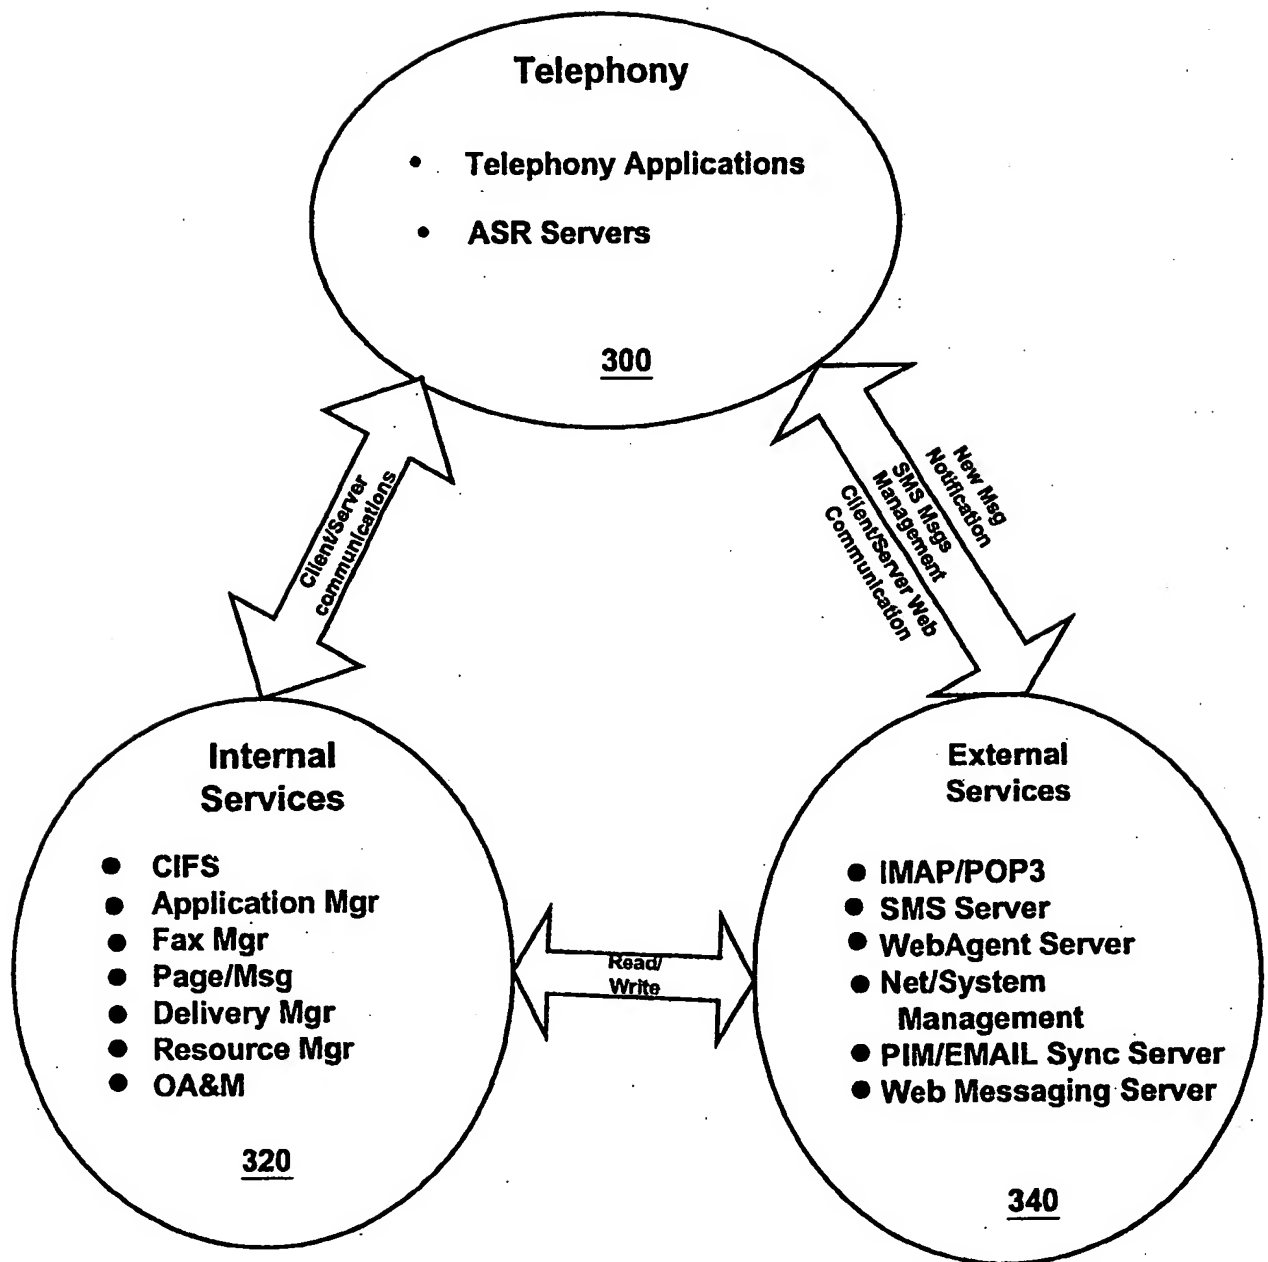 Telephony
• Telephony Applications
• ASR Servers
300
Client/Server
communications
New Msg
Notification
SMS Msgs
Management
Client/Server Web
Communication
Internal
Services
● CIFS
● Application Mgr
● Fax Mgr
● Page/Msg
● Delivery Mgr
● Resource Mgr
● OA&M
320
Read/
Write
External
Services
● IMAP/POP3
● SMS Server
● WebAgent Server
● Net/System
Management
● PIM/EMAIL Sync Server
● Web Messaging Server
340